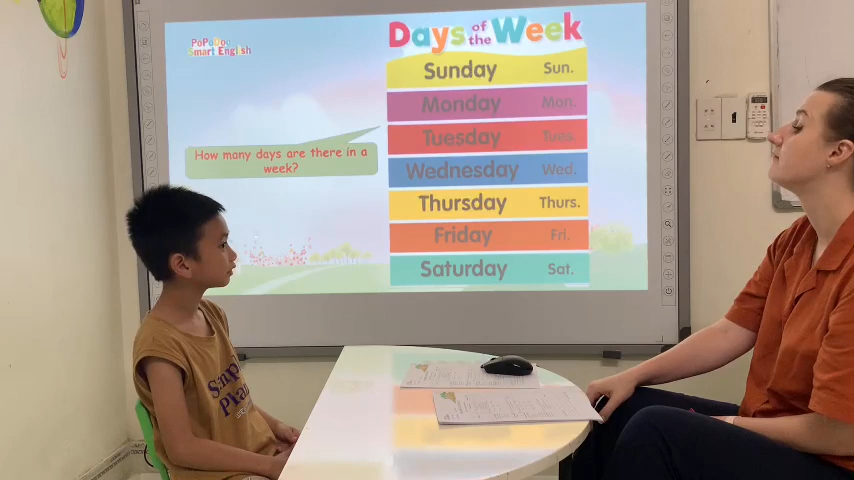 PoPoDoo
Smart English
Days of the Week
Sunday Sun.
Monday Mon.
How many days are there in a
week?
Tuesday Tues.
Wednesday Wed.
Thursday Thurs.
Friday Fri.
Saturday Sat.
Simple